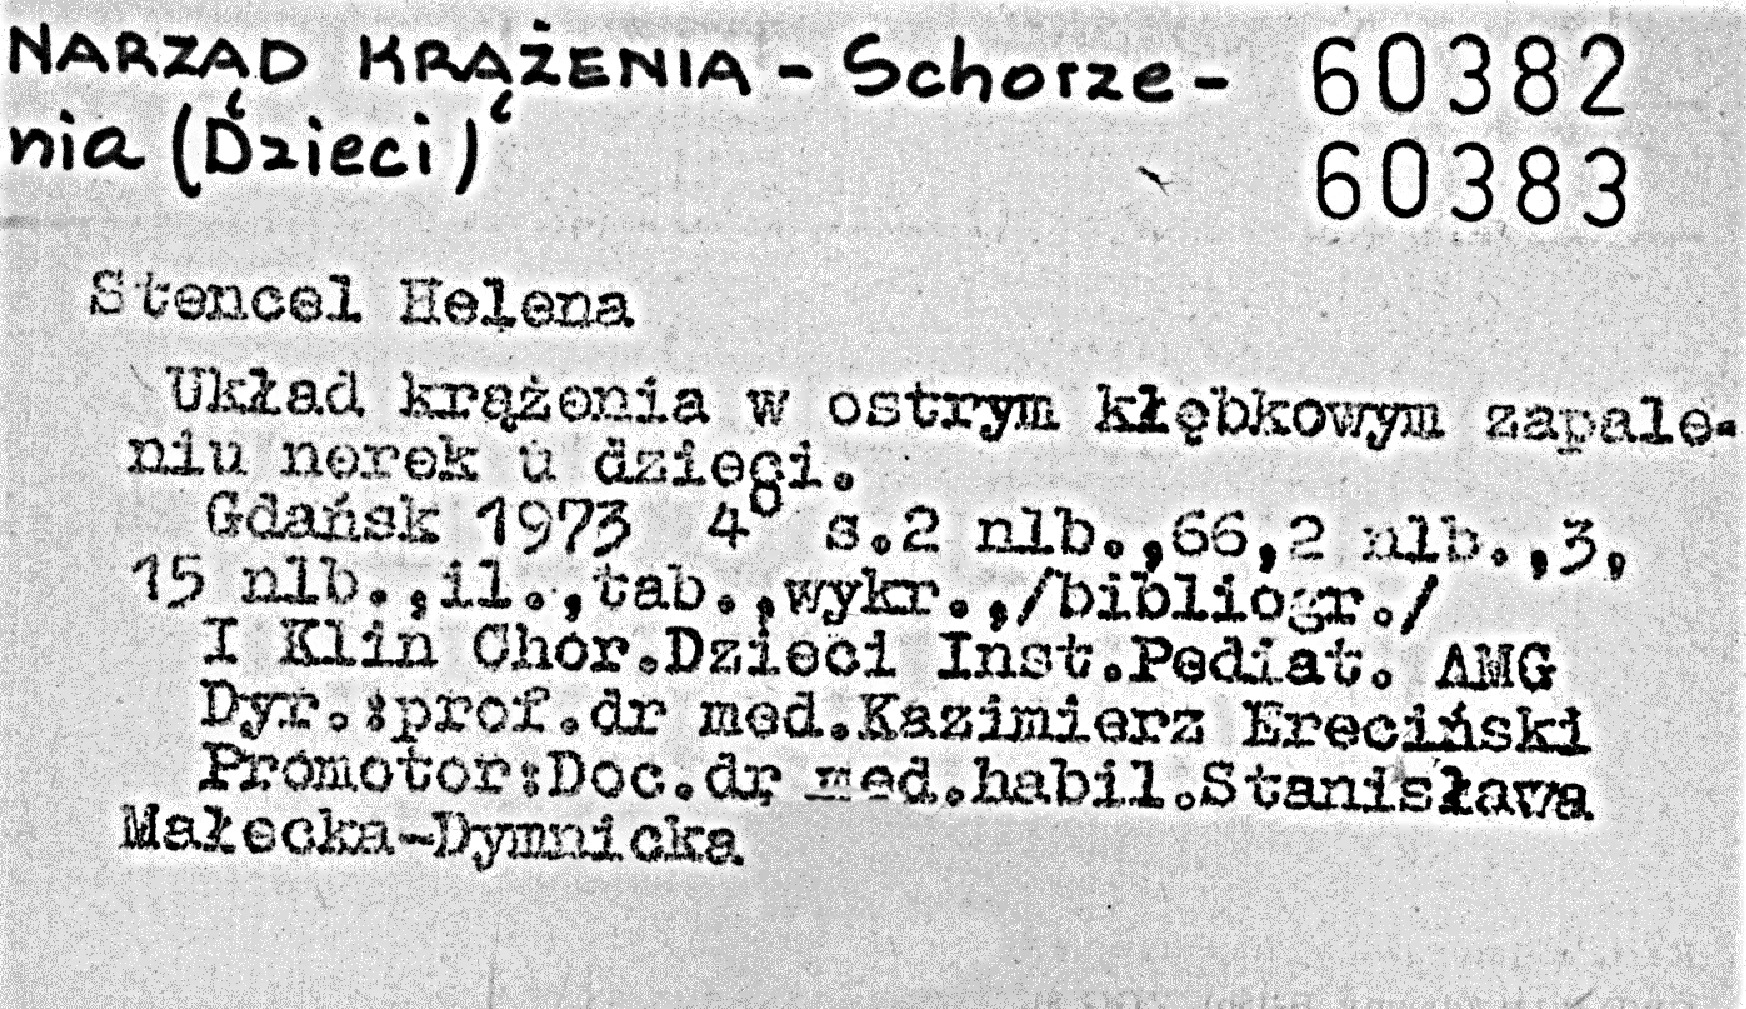 NARZĄD KRĄŻENIA - Schorze- 60382
nia (Dzieci) 60383
Stencel Helena
Układ krążenia w ostrym kłębkowym zapale-
niu nerek u dzieci.
Gdańsk 1973 4° s.2 nlb.,66,2 nlb.,3,
15 nlb.,il.,tab.,wykr.,/bibliogr./
I Klin Chor.Dzieci Inst.Pediat. AMG
Dyr.:prof.dr med.Kazimierz Ereciński
Promotor:Doc.dr med.habil.Stanisława
Małecka-Dymnicka